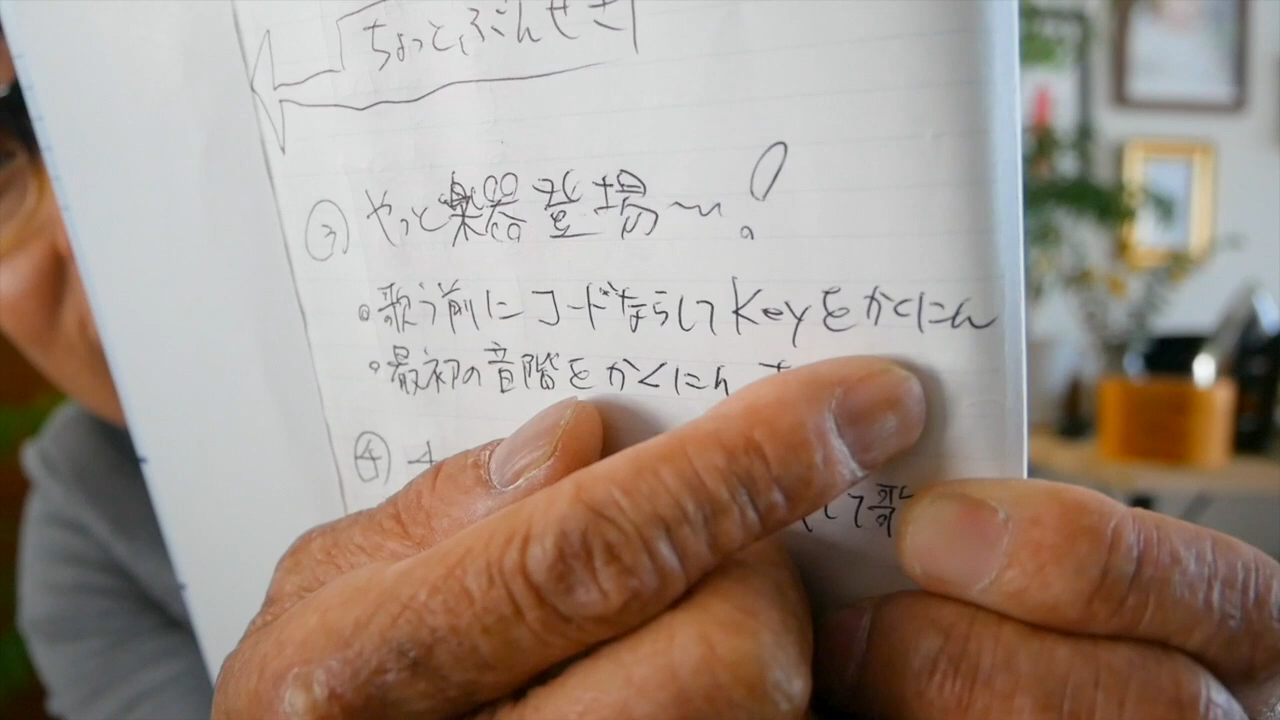 ちょっと、ぶんせき
③ やっと楽器登場〜!
◦歌う前にコードならしてKeyをかくにん
◦最初の音階をかくにん
④
して歌